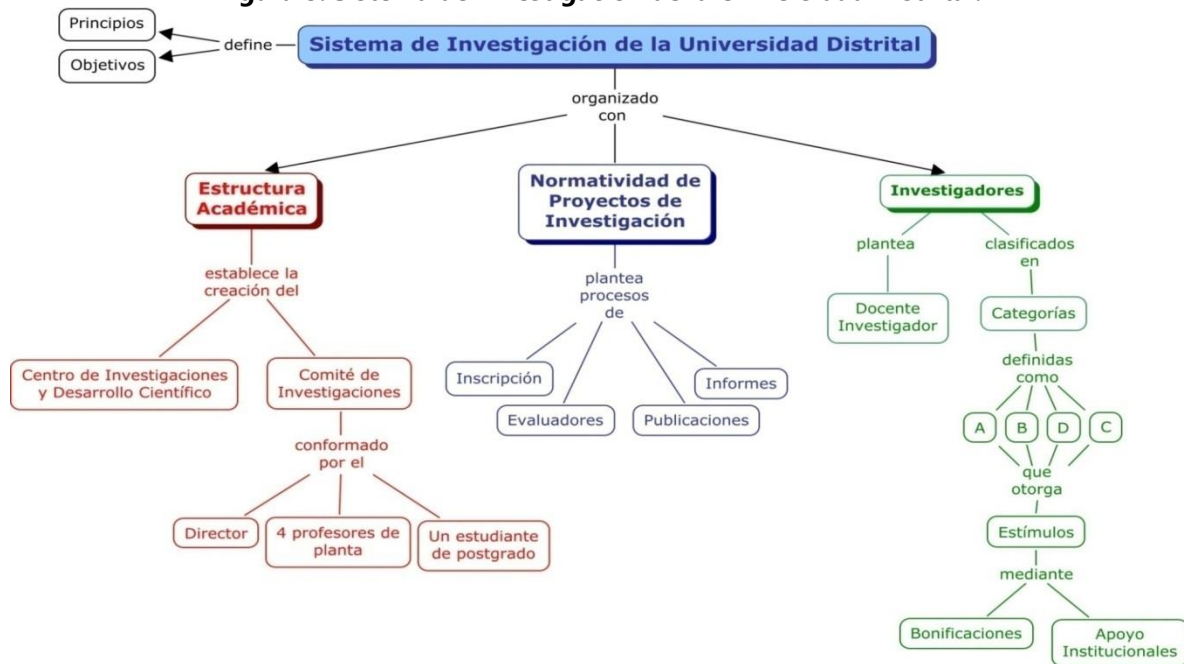 Principios
define
Objetivos
Sistema de Investigación de la Universidad Distrital
organizado
con
Estructura
Académica
Normatividad de
Proyectos de
Investigación
Investigadores
establece la
creación del
plantea
procesos
de
plantea
clasificados
en
Docente
Investigador
Categorías
Centro de Investigaciones
y Desarrollo Científico
Comité de
Investigaciones
Inscripción
Evaluadores
Publicaciones
Informes
definidas
como
A
B
D
C
conformado
por el
que
otorga
Director
4 profesores de
planta
Un estudiante
de postgrado
Estímulos
mediante
Bonificaciones
Apoyo
Institucionales